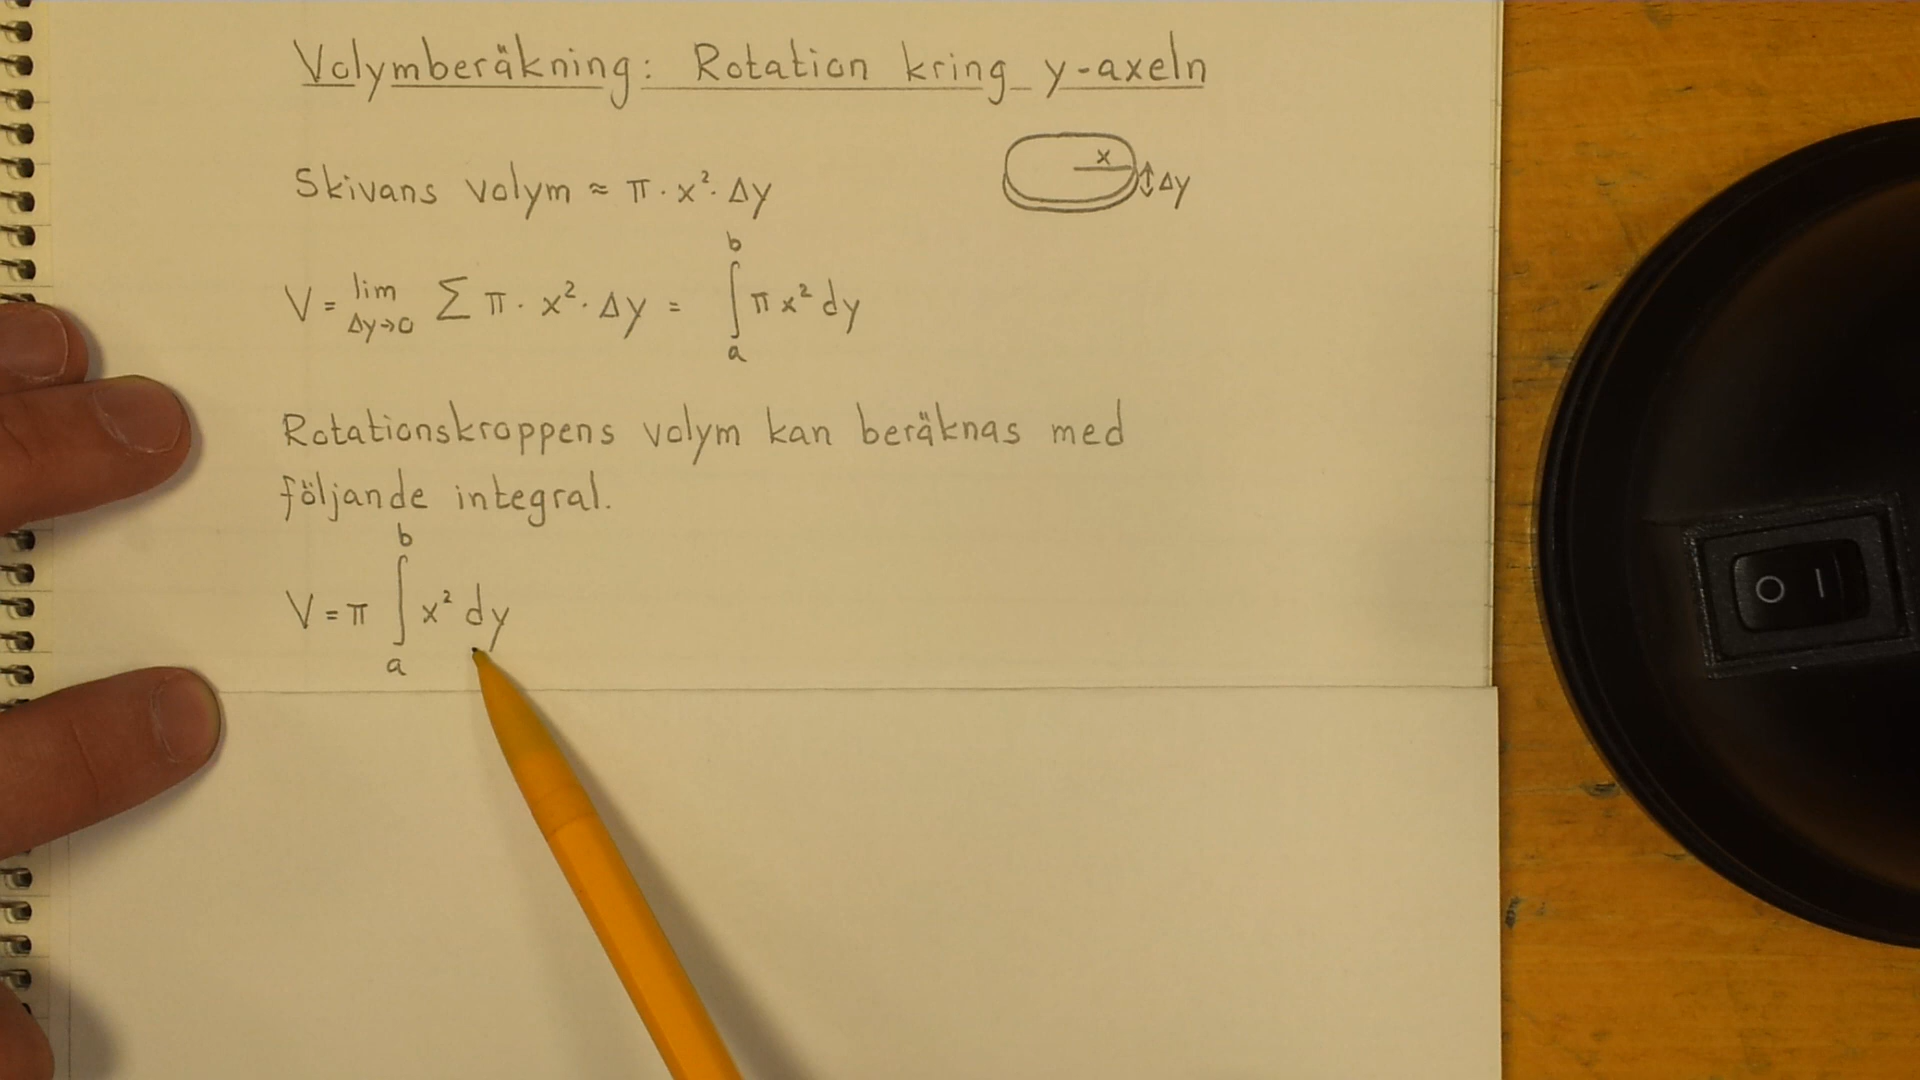 Volymberäkning: Rotation kring y-axeln
x
Δy
Skivans volym ≈ π · x² · Δy
V = lim Δy→0 Σ π · x² · Δy = ∫ₐᵇ π x² dy
Rotationskroppens volym kan beräknas med
följande integral.
V = π ∫ₐᵇ x² dy
O I